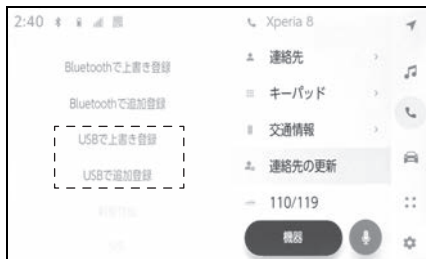 2:40
Bluetoothで上書き登録
Bluetoothで追加登録
USBで上書き登録
USBで追加登録
Xperia 8
連絡先
キーパッド
交通情報
連絡先の更新
110/119
機器